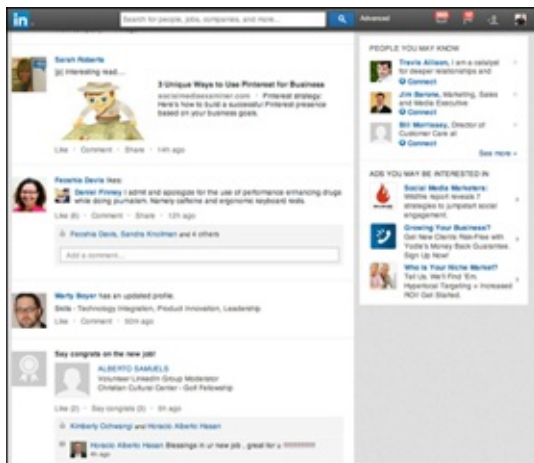 in
Search for people, jobs, companies, and more...
Advanced
Sarah Roberts
Interesting read...
3 Unique Ways to Use Pinterest for Business
socialmediaexaminer.com · Pinterest strategy:
Here's how to build a successful Pinterest presence
based on your business goals.
Like · Comment · Share · 14h ago
Feoshia Davis likes:
Daniel Finney I admit and apologize for the use of performance enhancing drugs
while doing journalism. Namely caffeine and ergonomic keyboard rests.
Like (6) · Comment · Share · 12h ago
Feoshia Davis, Sandra Knollman and 4 others
Add a comment...
Marty Boyer has an updated profile:
Skills - Technology Integration, Product Innovation, Leadership
Like · Comment · ago
Say congrats on the new job!
ALBERTO SAMUELS
Volunteer LinkedIn Group Moderator
Christian Cultural Center - Golf Fellowship
Like (2) · Say congrats (3) · 5h ago
Kimberly Ochwangi and Horacio Alberto Hasan
Horacio Alberto Hasan Blessings in ur new job , great for u !!!!!!!!!!!!!!
4h ago
PEOPLE YOU MAY KNOW
Travis Allison, I am a catalyst
for deeper relationships and
Connect
Jim Barone, Marketing, Sales
and Media Executive
Connect
Bill Morrissey, Director of
Customer Care at
Connect
See more »
ADS YOU MAY BE INTERESTED IN
Social Media Marketers:
Wildfire report reveals 7
strategies to jumpstart social
engagement.
Growing Your Business?
Get New Clients Risk-Free with
Yodle's Money Back Guarantee.
Sign Up Now!
Who is Your Niche Market?
Tell Us. We'll Find 'Em.
Hyperlocal Targeting + Increased
ROI! Get Started.